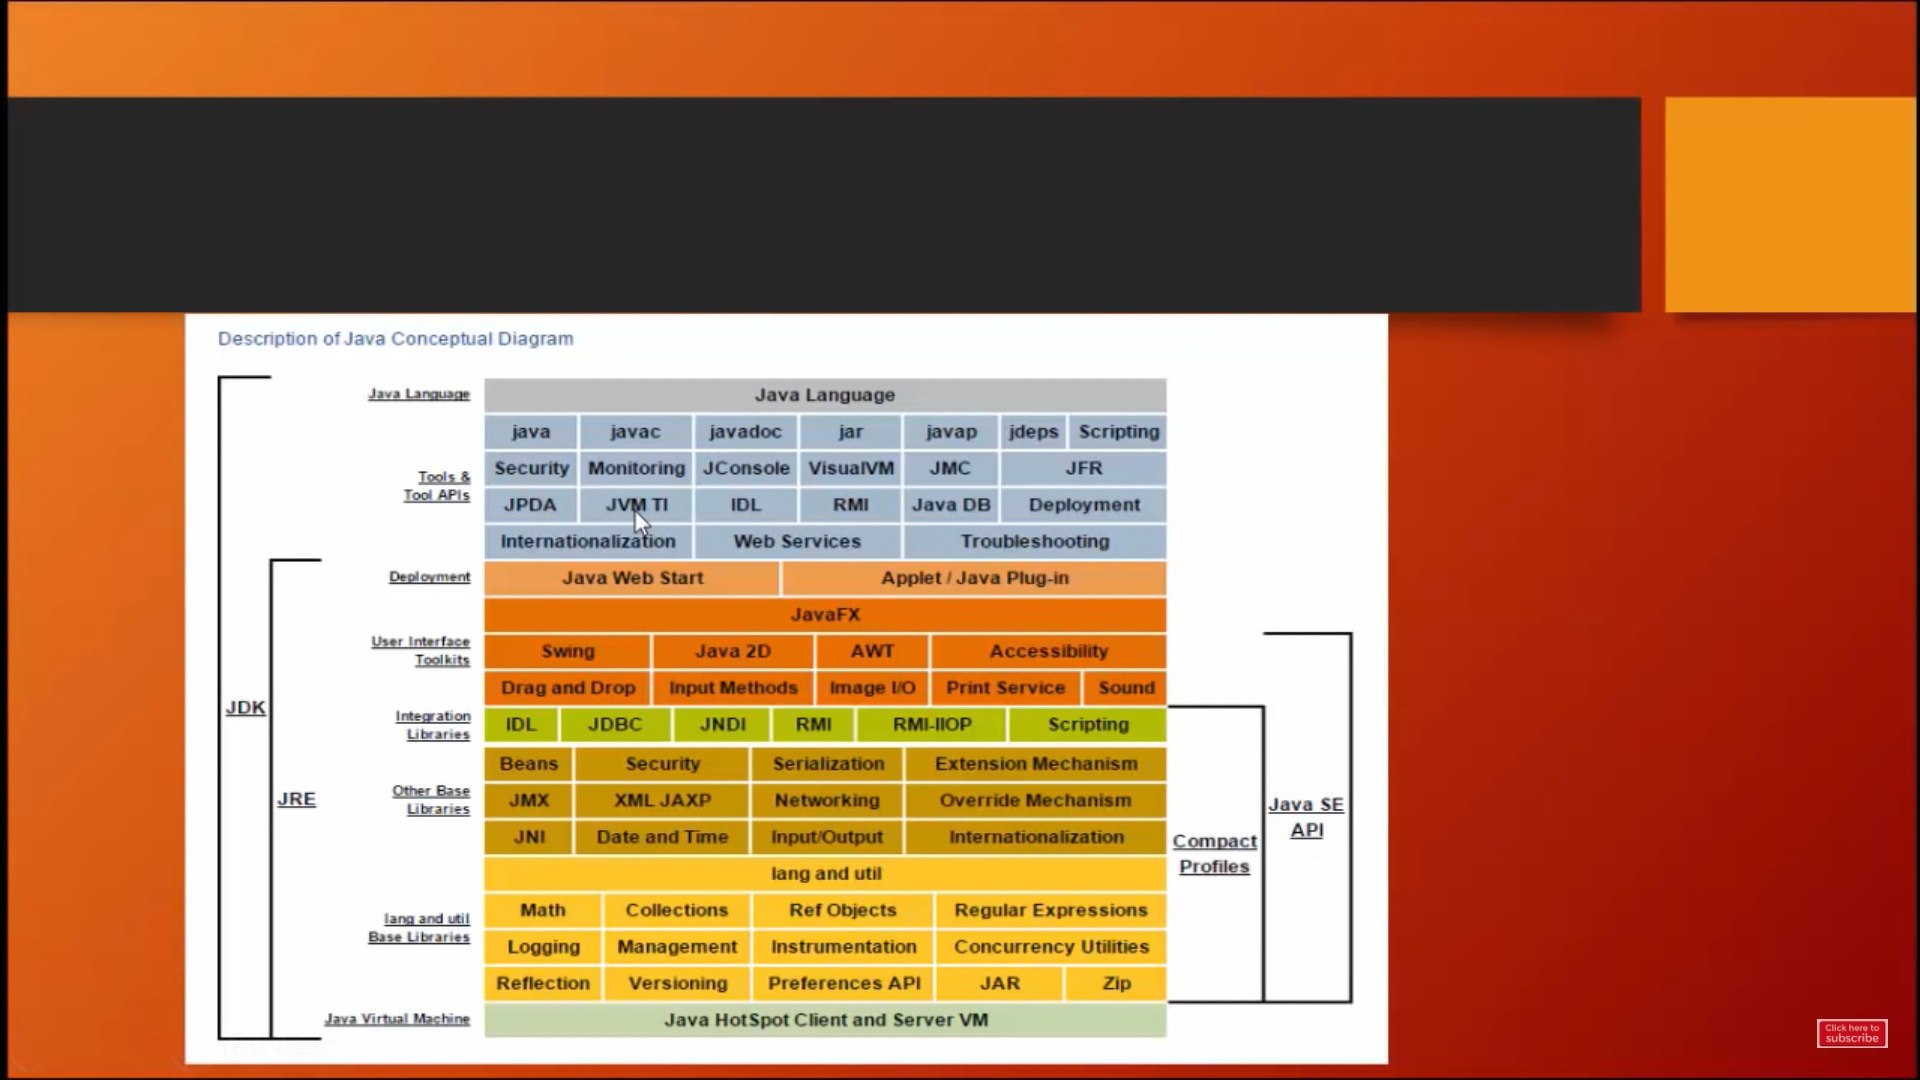 Description of Java Conceptual Diagram
Java Language
Java Language
java javac javadoc jar javap jdeps Scripting
Tools &
Tool APIs
Security Monitoring JConsole VisualVM JMC JFR
JPDA JVM TI IDL RMI Java DB Deployment
Internationalization Web Services Troubleshooting
Deployment
Java Web Start Applet / Java Plug-in
JavaFX
User Interface
Toolkits
Swing Java 2D AWT Accessibility
Drag and Drop Input Methods Image I/O Print Service Sound
JDK
Integration
Libraries
IDL JDBC JNDI RMI RMI-IIOP Scripting
JRE
Other Base
Libraries
Beans Security Serialization Extension Mechanism
JMX XML JAXP Networking Override Mechanism
JNI Date and Time Input/Output Internationalization
Java SE
API
Compact
Profiles
lang and util
lang and util
Base Libraries
Math Collections Ref Objects Regular Expressions
Logging Management Instrumentation Concurrency Utilities
Reflection Versioning Preferences API JAR Zip
Java Virtual Machine
Java HotSpot Client and Server VM
Click here to
subscribe